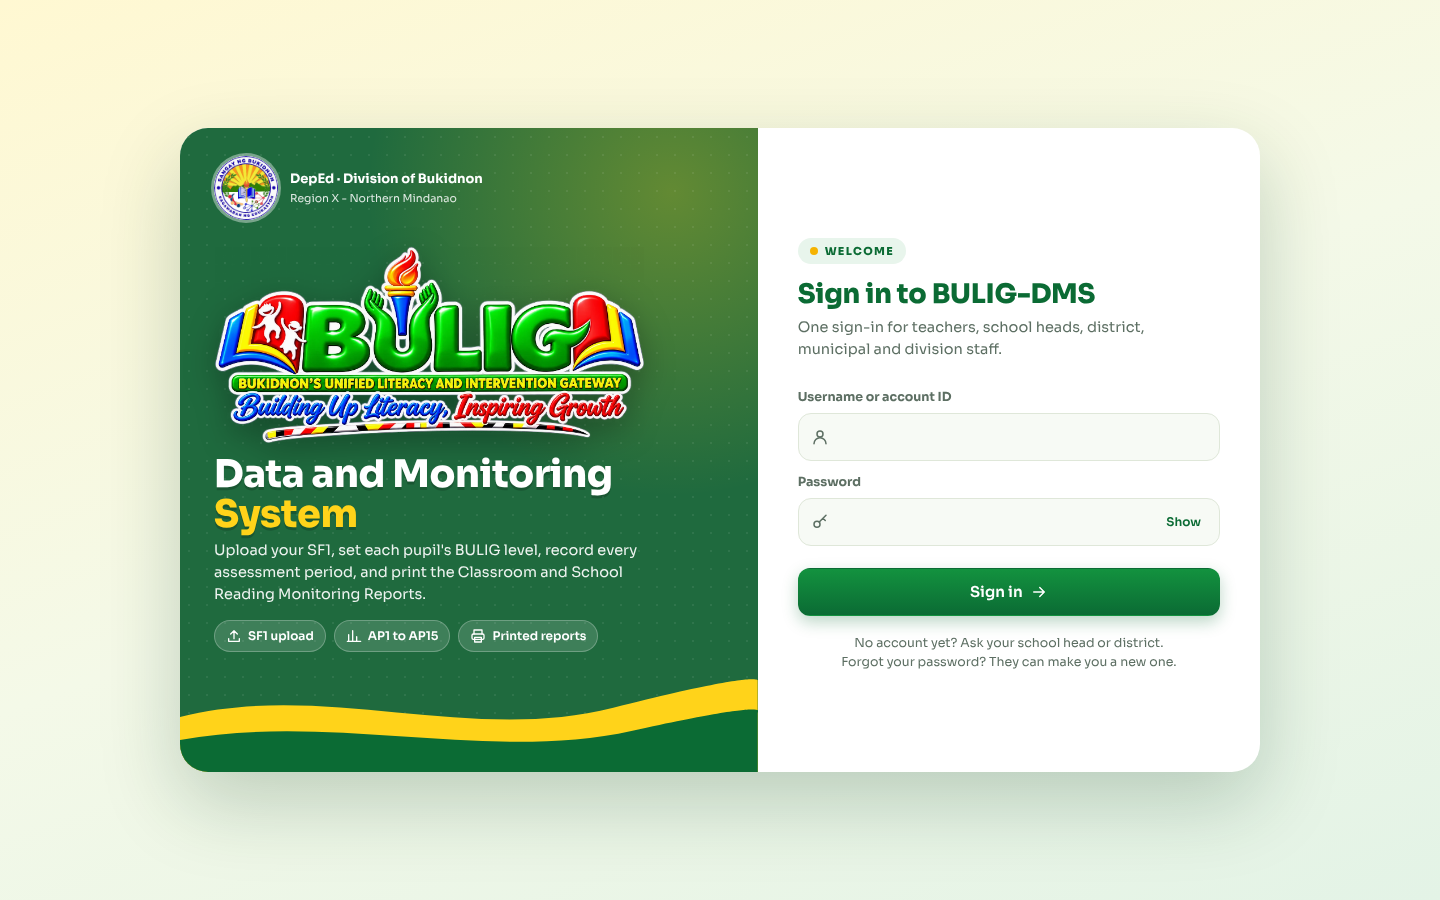 SANGAY NG BUKIDNON
DepEd · Division of Bukidnon
Region X - Northern Mindanao
BULIG
BUKIDNON'S UNIFIED LITERACY AND INTERVENTION GATEWAY
Building Up Literacy, Inspiring Growth
Data and Monitoring
System
Upload your SF1, set each pupil's BULIG level, record every
assessment period, and print the Classroom and School
Reading Monitoring Reports.
SF1 upload
AP1 to AP15
Printed reports
WELCOME
Sign in to BULIG-DMS
One sign-in for teachers, school heads, district,
municipal and division staff.
Username or account ID
Password
Show
Sign in →
No account yet? Ask your school head or district.
Forgot your password? They can make you a new one.